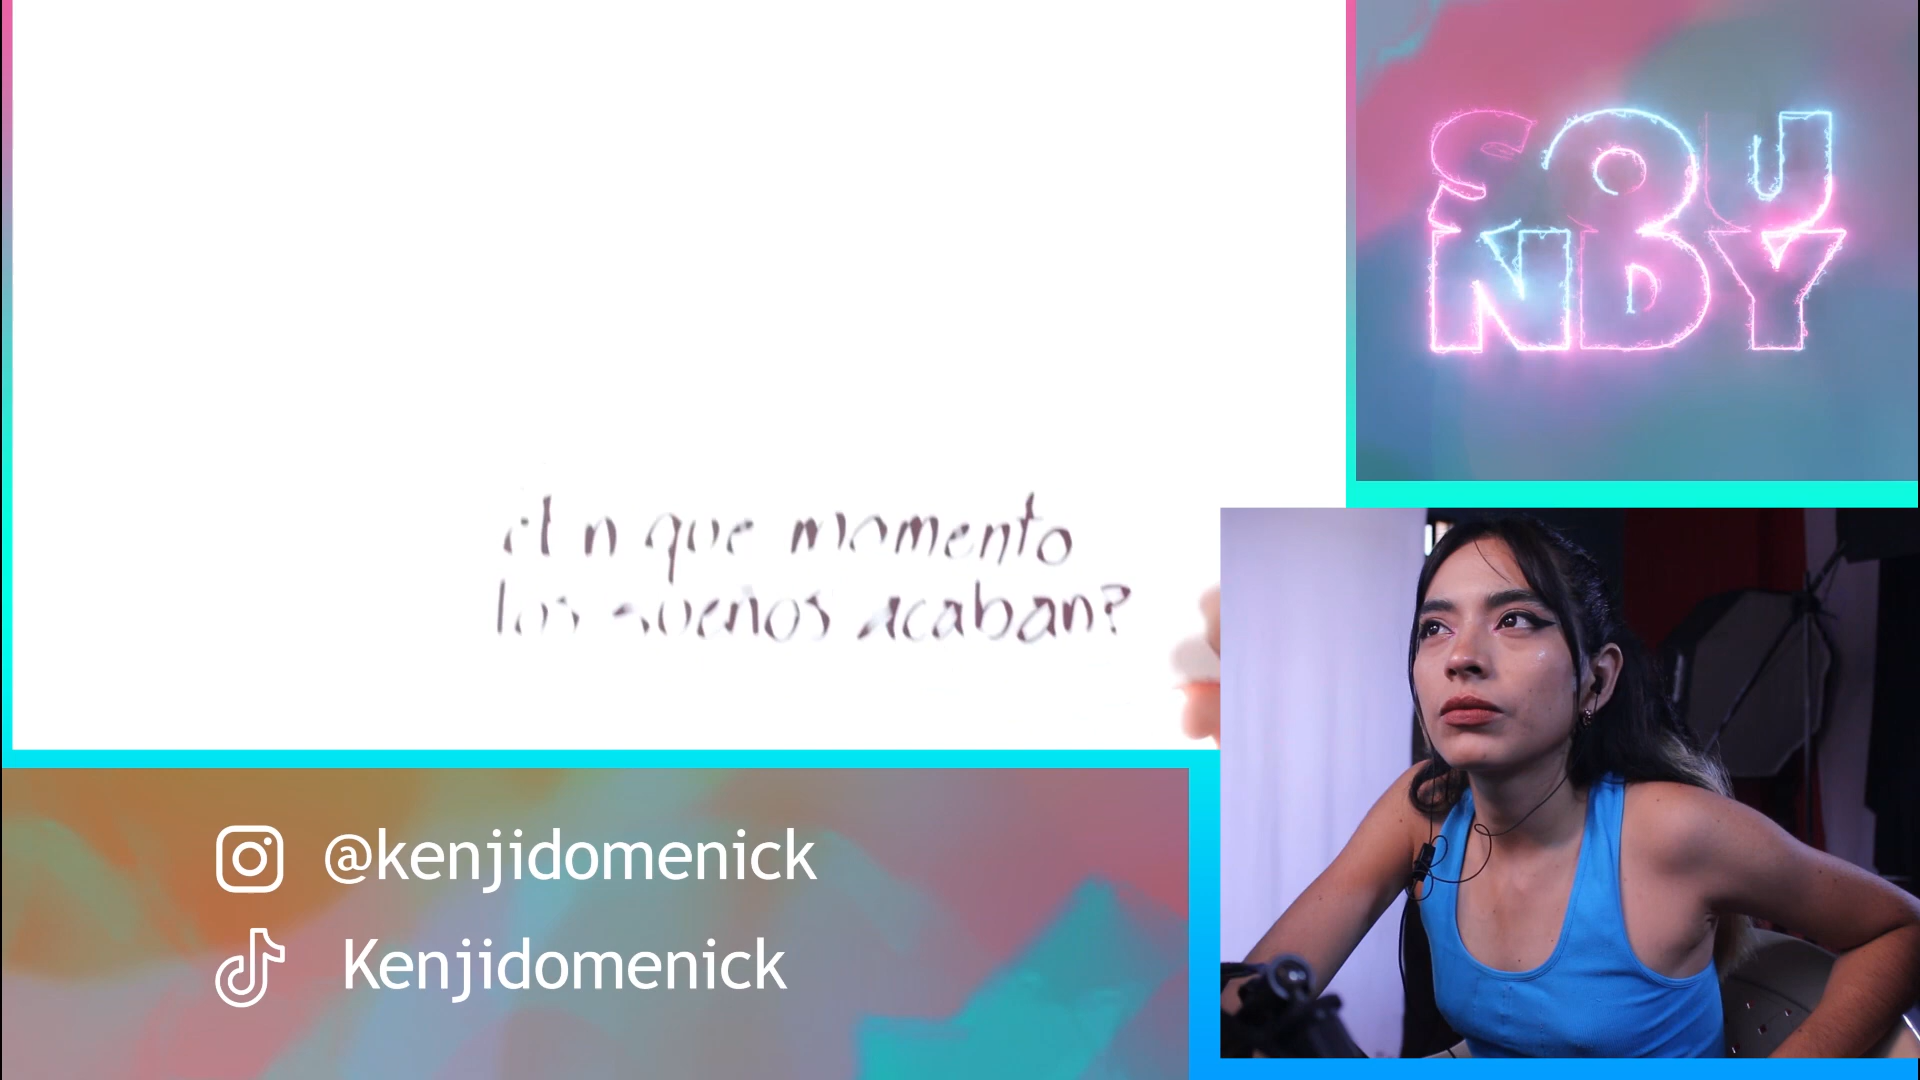 SOU
NDY
¿En que momento
los sueños acaban?
@kenjidomenick
Kenjidomenick